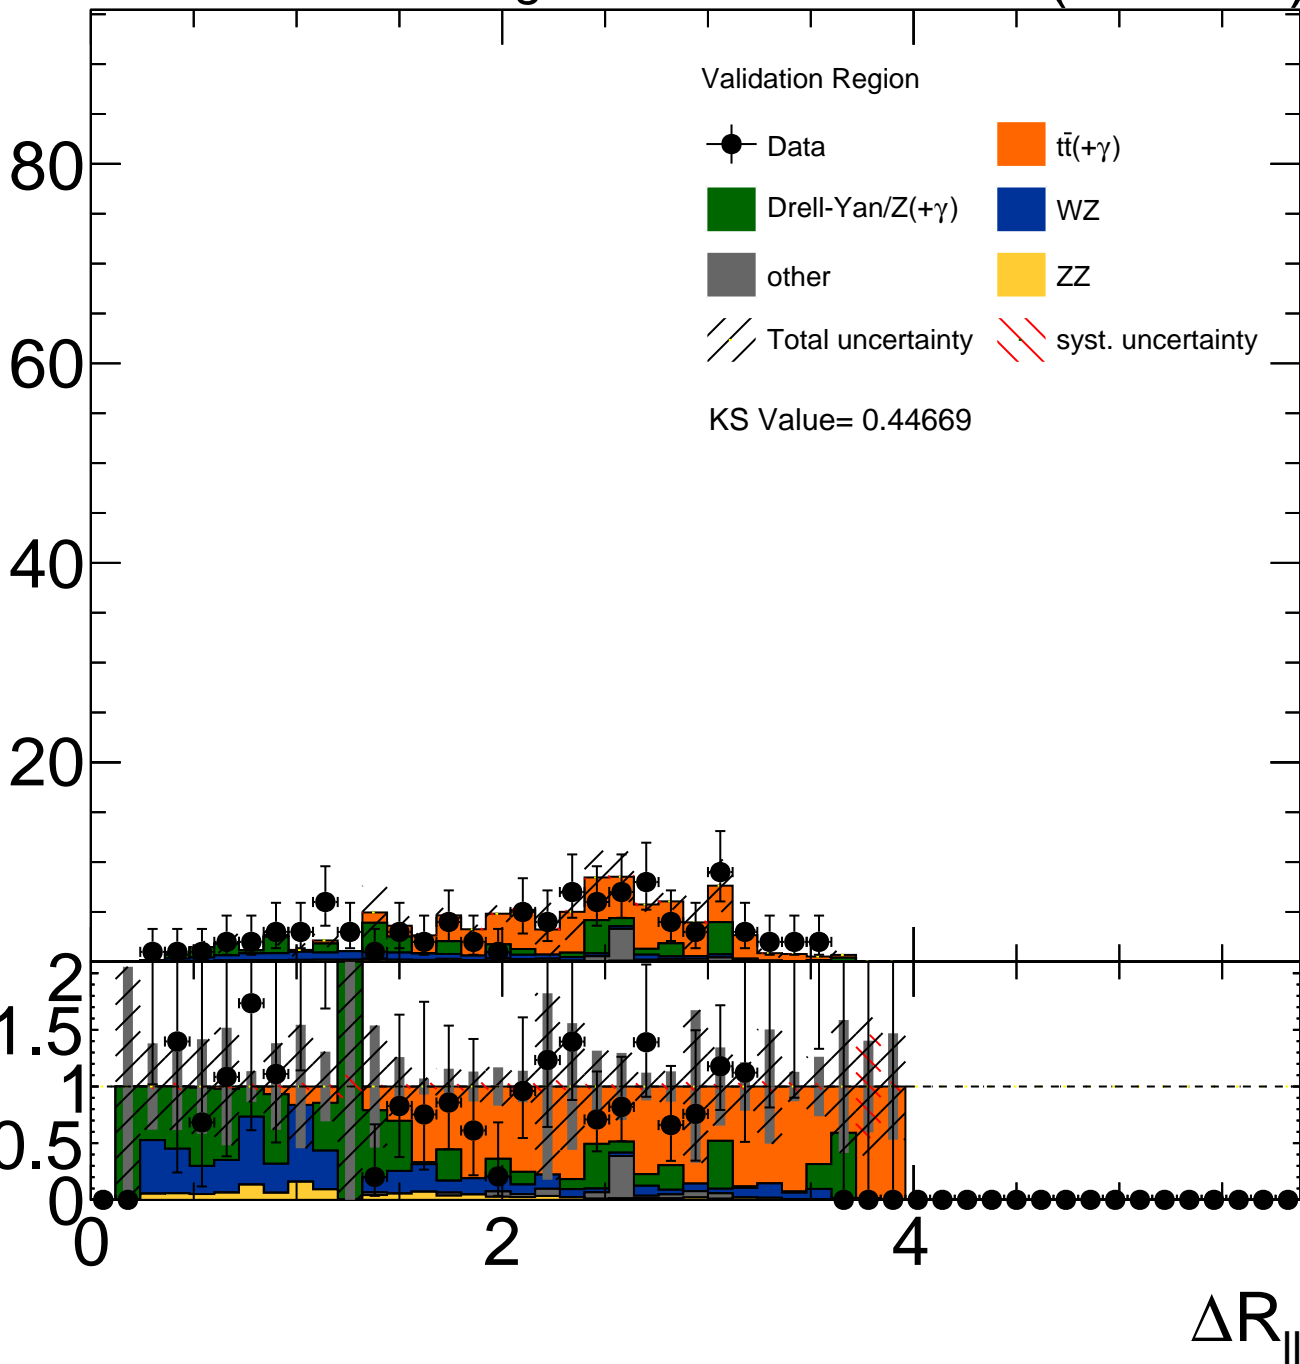 Validation Region
Data
tt̄(+γ)
Drell-Yan/Z(+γ)
WZ
other
ZZ
Total uncertainty
syst. uncertainty
KS Value= 0.44669
80
60
40
20
2
1.5
1
0.5
0
0 2 4
ΔR_ll